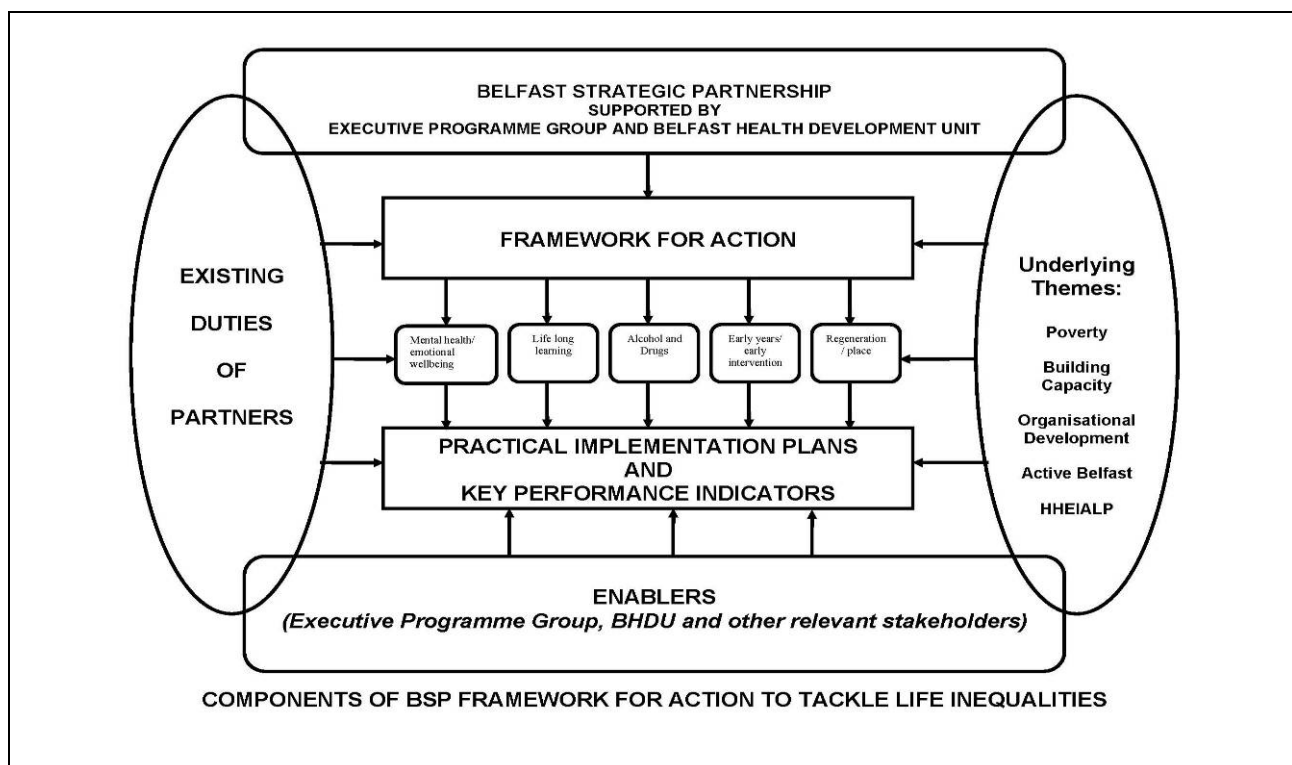 BELFAST STRATEGIC PARTNERSHIP
SUPPORTED BY
EXECUTIVE PROGRAMME GROUP AND BELFAST HEALTH DEVELOPMENT UNIT
FRAMEWORK FOR ACTION
EXISTING
DUTIES
OF
PARTNERS
Mental health/
emotional
wellbeing
Life long
learning
Alcohol and
Drugs
Early years/
early
intervention
Regeneration
/ place
PRACTICAL IMPLEMENTATION PLANS
AND
KEY PERFORMANCE INDICATORS
Underlying
Themes:
Poverty
Building
Capacity
Organisational
Development
Active Belfast
HHEIALP
ENABLERS
(Executive Programme Group, BHDU and other relevant stakeholders)
COMPONENTS OF BSP FRAMEWORK FOR ACTION TO TACKLE LIFE INEQUALITIES